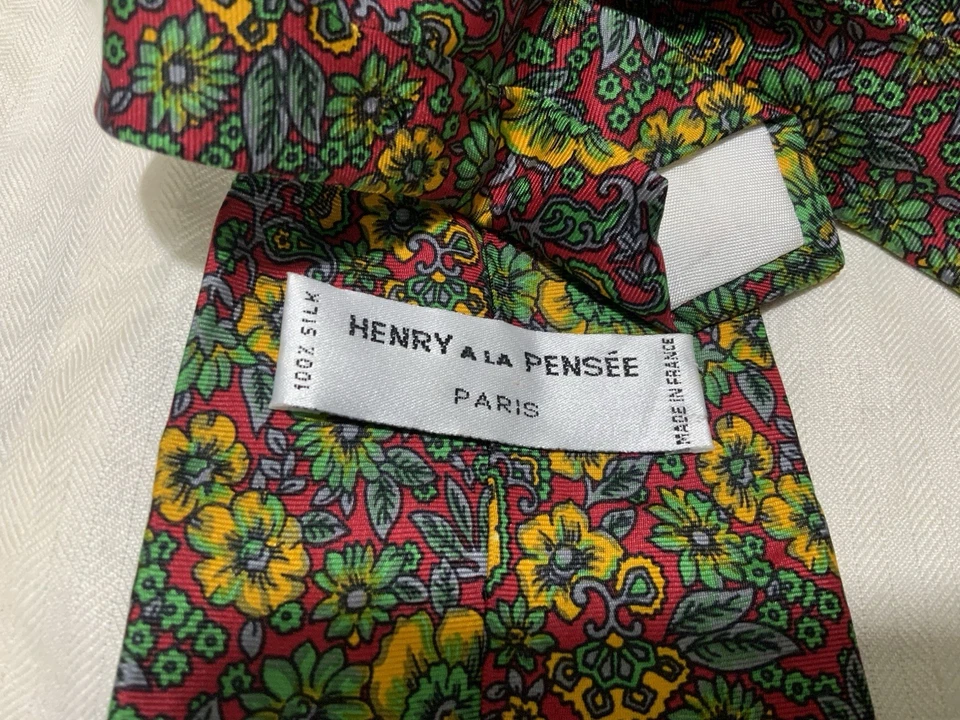 100% SILK
HENRY A LA PENSÉE
PARIS
MADE IN FRANCE